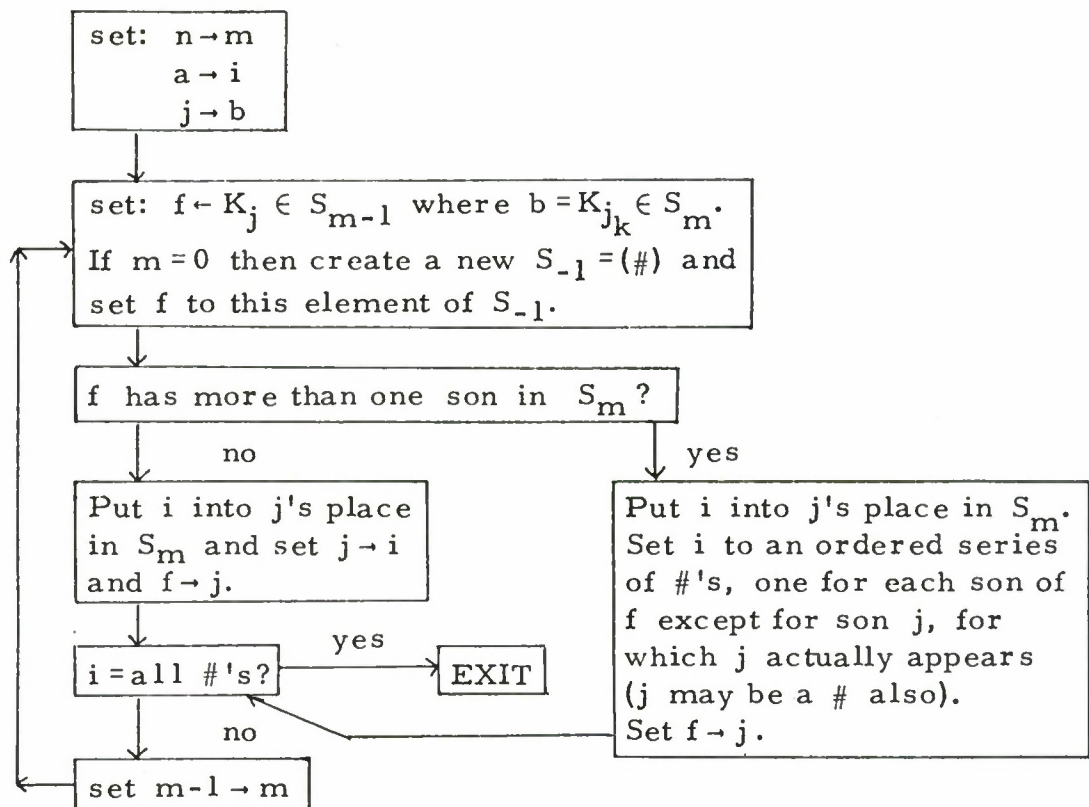 set: n→m
a→i
j→b
set: f←K_j ∈ S_{m-1} where b=K_{j_k} ∈ S_m.
If m=0 then create a new S_{-1}=(#) and
set f to this element of S_{-1}.
f has more than one son in S_m?
no
yes
Put i into j's place
in S_m and set j→i
and f→j.
Put i into j's place in S_m.
Set i to an ordered series
of #'s, one for each son of
f except for son j, for
which j actually appears
(j may be a # also).
Set f→j.
i=all #'s?
yes
EXIT
no
set m-1→m